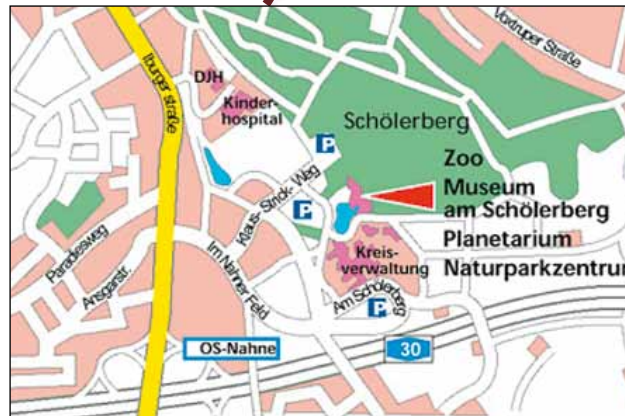 Voxtruper Straße
Iburger straße
DJH
Kinder-
hospital
Schölerberg
P
Zoo
Museum
am Schölerberg
Planetarium
Naturparkzentrum
Klaus-Strick-Weg
P
Kreis-
verwaltung
Paradiesweg
Ansgarstr.
Im Nahner Feld
Am Schölerberg
P
OS-Nahne
30